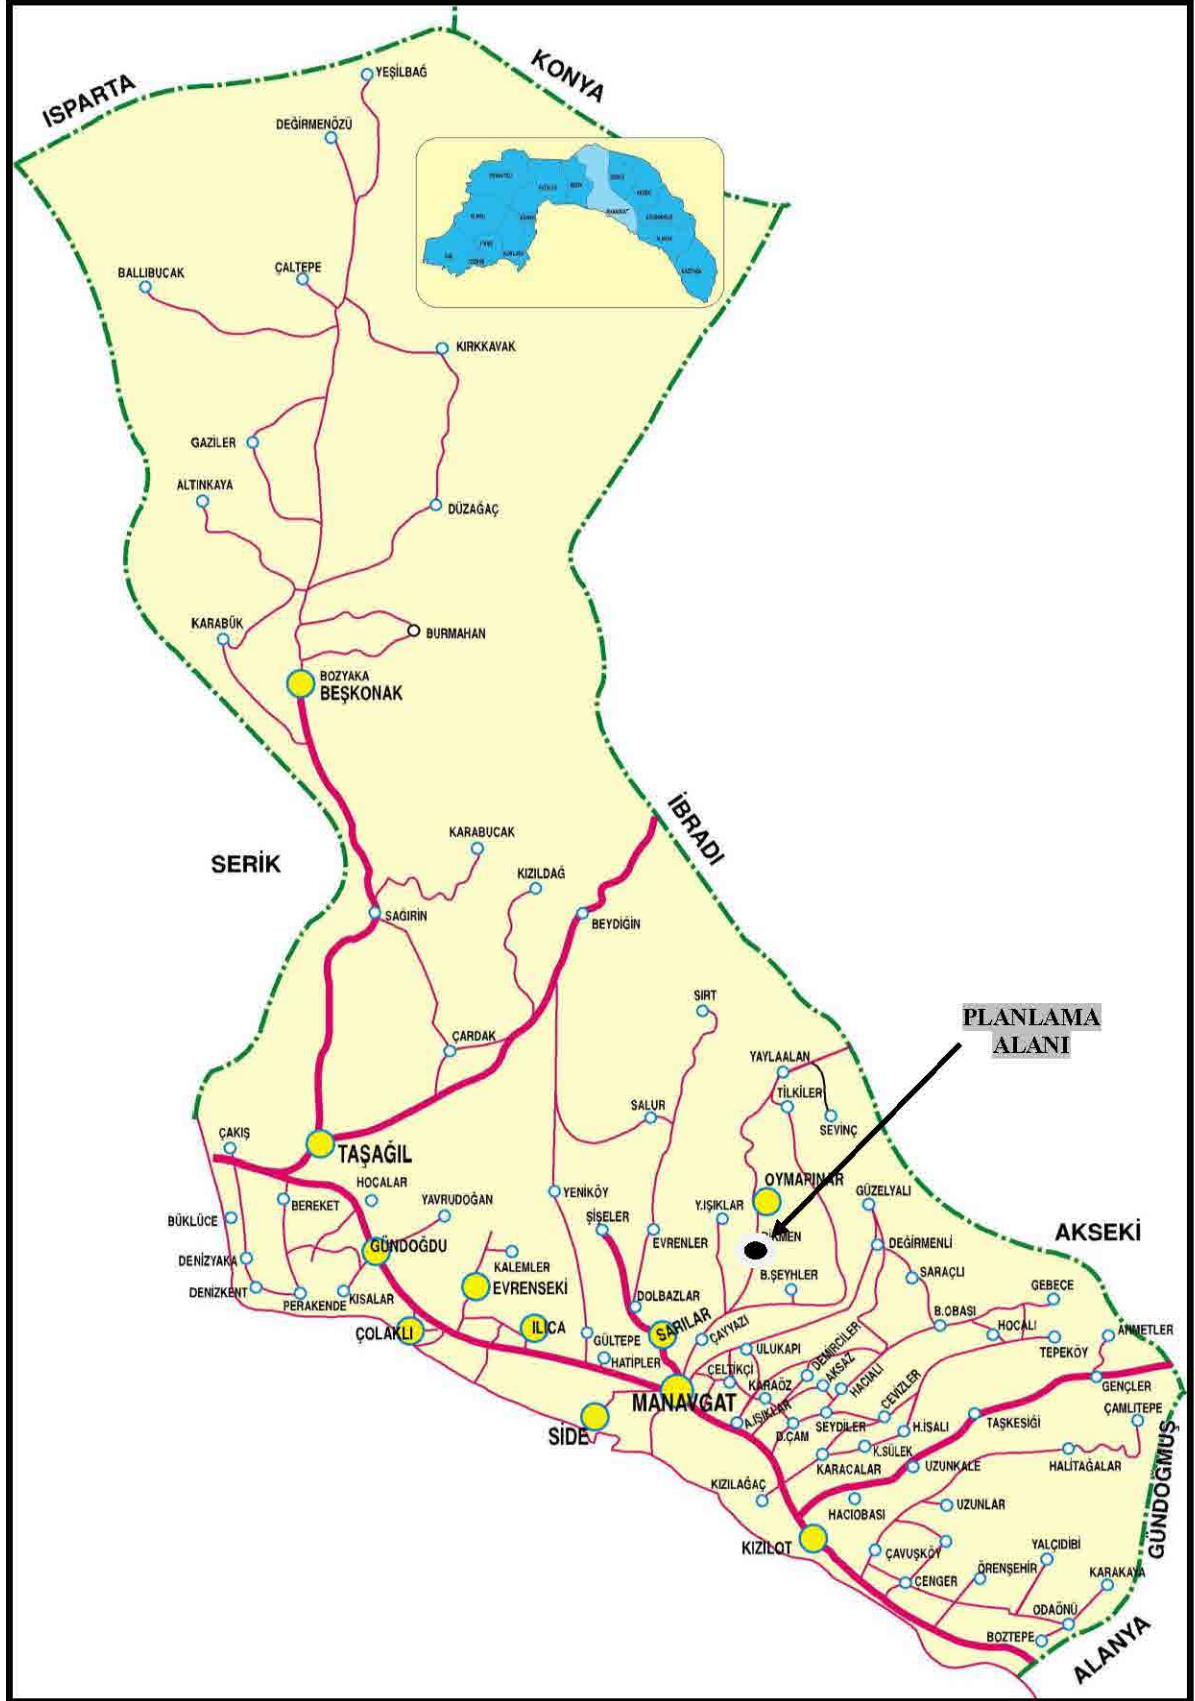 ISPARTA
KONYA
YEŞİLBAĞ
DEĞİRMENÖZÜ
BALLIBUCAK
ÇALTEPE
KIRKKAVAK
GAZİLER
ALTINKAYA
DÜZAĞAÇ
KARABÜK
BURMAHAN
BOZYAKA
BEŞKONAK
İBRADI
SERİK
KARABUCAK
KIZILDAĞ
SAĞIRIN
BEYDİĞİN
SIRT
PLANLAMA
ALANI
ÇARDAK
YAYLAALAN
TİLKİLER
SALUR
SEVİNÇ
ÇAKIŞ
TAŞAĞIL
HOCALAR
OYMAPINAR
YENİKÖY
GÜZELYALI
BEREKET
YAVRUDOĞAN
Y.IŞIKLAR
BÜKLÜCE
ŞİŞELER
AKSEKİ
GÜNDOĞDU
EVRENLER
DEĞİRMENLİ
DENİZYAKA
KALEMLER
SARAÇLI
B.ŞEYHLER
EVRENSEKİ
GEBECE
DENİZKENT
PERAKENDE
KISALAR
DOLBAZLAR
B.OBASI
ÇOLAKLI
ILICA
SARILAR
ÇAYYAZI
HOCALI
AHMETLER
GÜLTEPE
ULUKAPI
DEMİRCİLER
TEPEKÖY
HATİPLER
ÇELTİKÇİ
AKSAZ
HACIALI
KARAÖZ
CEVİZLER
GENÇLER
MANAVGAT
A.IŞIKLAR
ÇAMLITEPE
SİDE
D.ÇAM
SEYDİLER
H.İSALI
TAŞKESİĞİ
K.SÜLEK
KARACALAR
UZUNKALE
HALİTAĞALAR
GÜNDOĞMUŞ
KIZILAĞAÇ
HACIOBASI
UZUNLAR
KIZILOT
ÇAVUŞKÖY
YALÇIDİBİ
ÖRENŞEHİR
KARAKAYA
CENGER
ODAÖNÜ
BOZTEPE
ALANYA